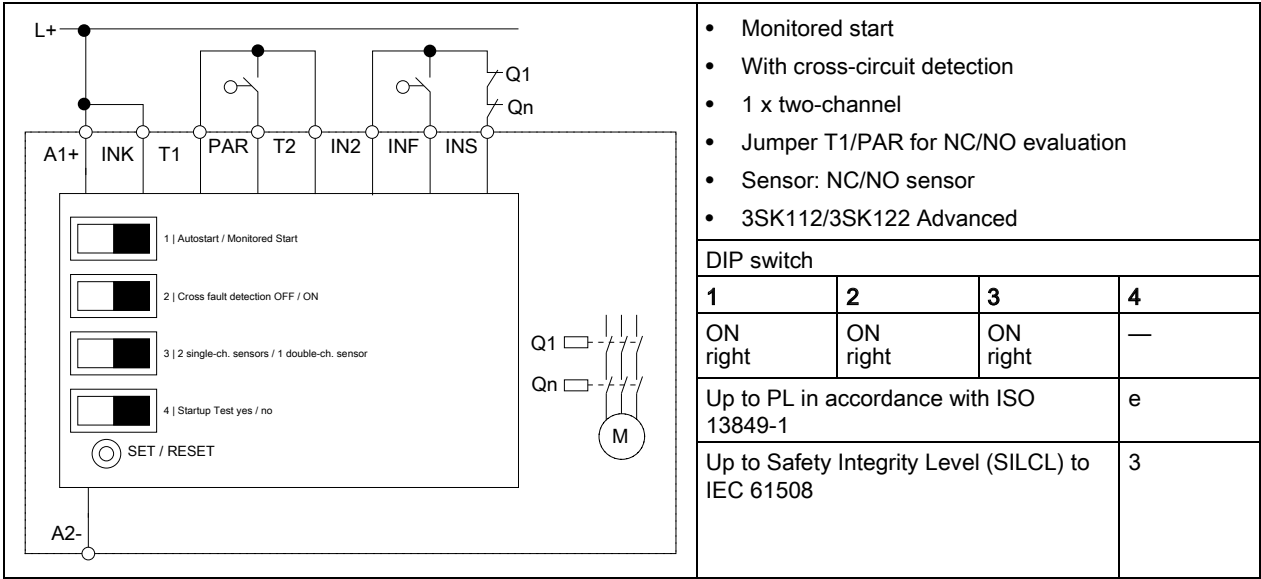 L+
Q1
Qn
A1+ INK T1 PAR T2 IN2 INF INS
1 | Autostart / Monitored Start
2 | Cross fault detection OFF / ON
3 | 2 single-ch. sensors / 1 double-ch. sensor
4 | Startup Test yes / no
SET / RESET
Q1
Qn
M
A2-
• Monitored start
• With cross-circuit detection
• 1 x two-channel
• Jumper T1/PAR for NC/NO evaluation
• Sensor: NC/NO sensor
• 3SK112/3SK122 Advanced
DIP switch
1 2 3 4
ON ON ON —
right right right
Up to PL in accordance with ISO e
13849-1
Up to Safety Integrity Level (SILCL) to 3
IEC 61508